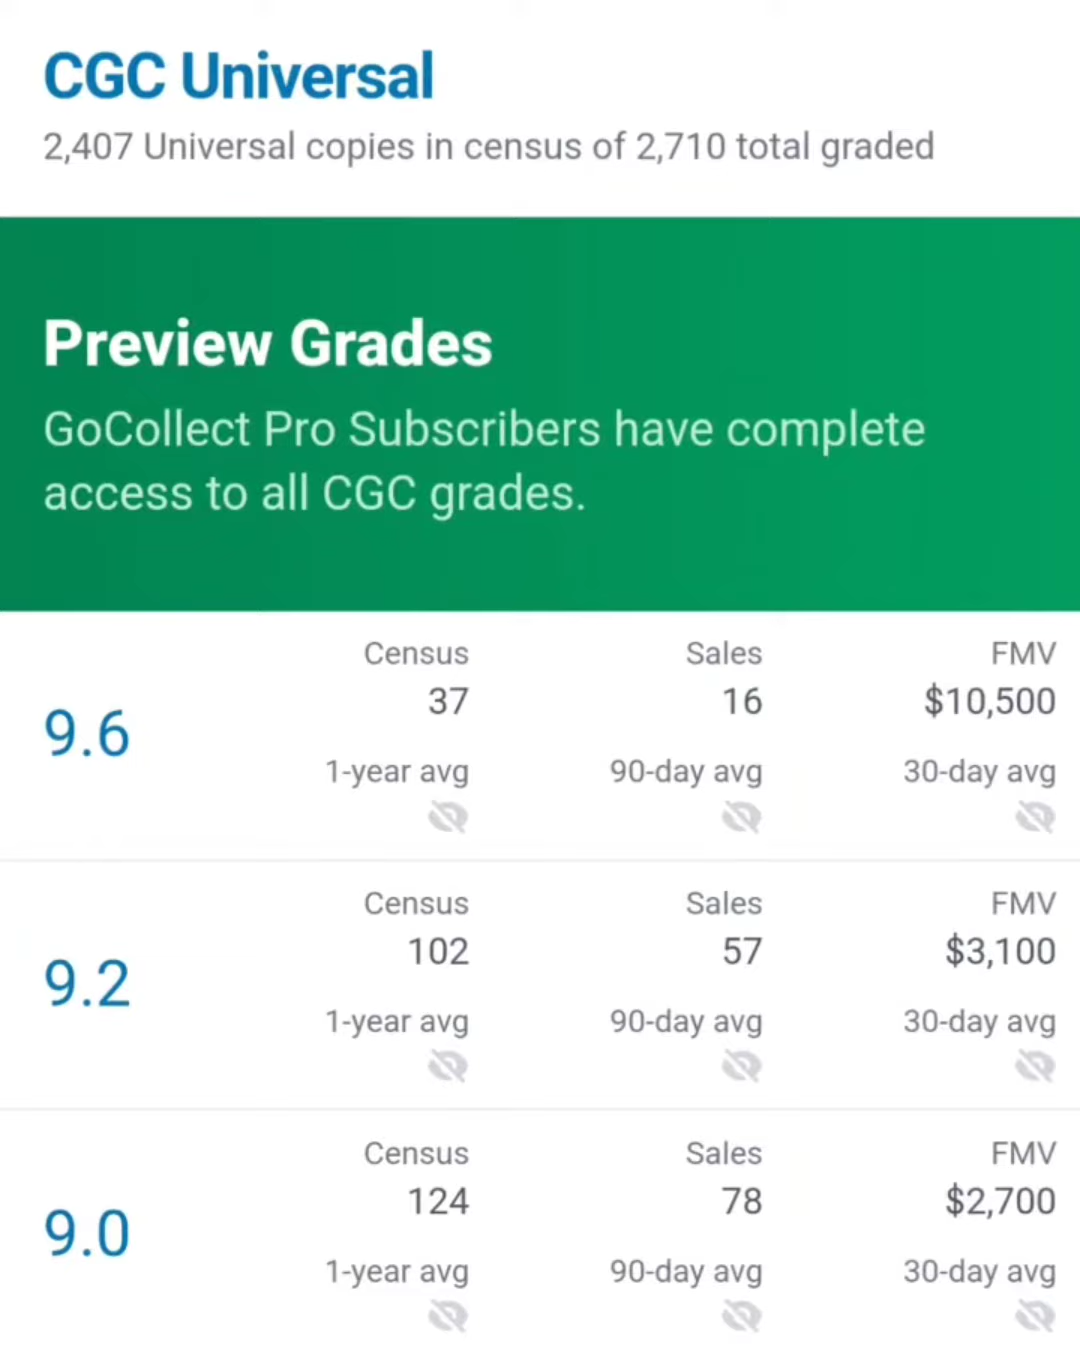 CGC Universal
2,407 Universal copies in census of 2,710 total graded
Preview Grades
GoCollect Pro Subscribers have complete
access to all CGC grades.
Census Sales FMV
9.6 37 16 $10,500
1-year avg 90-day avg 30-day avg
Census Sales FMV
9.2 102 57 $3,100
1-year avg 90-day avg 30-day avg
Census Sales FMV
9.0 124 78 $2,700
1-year avg 90-day avg 30-day avg